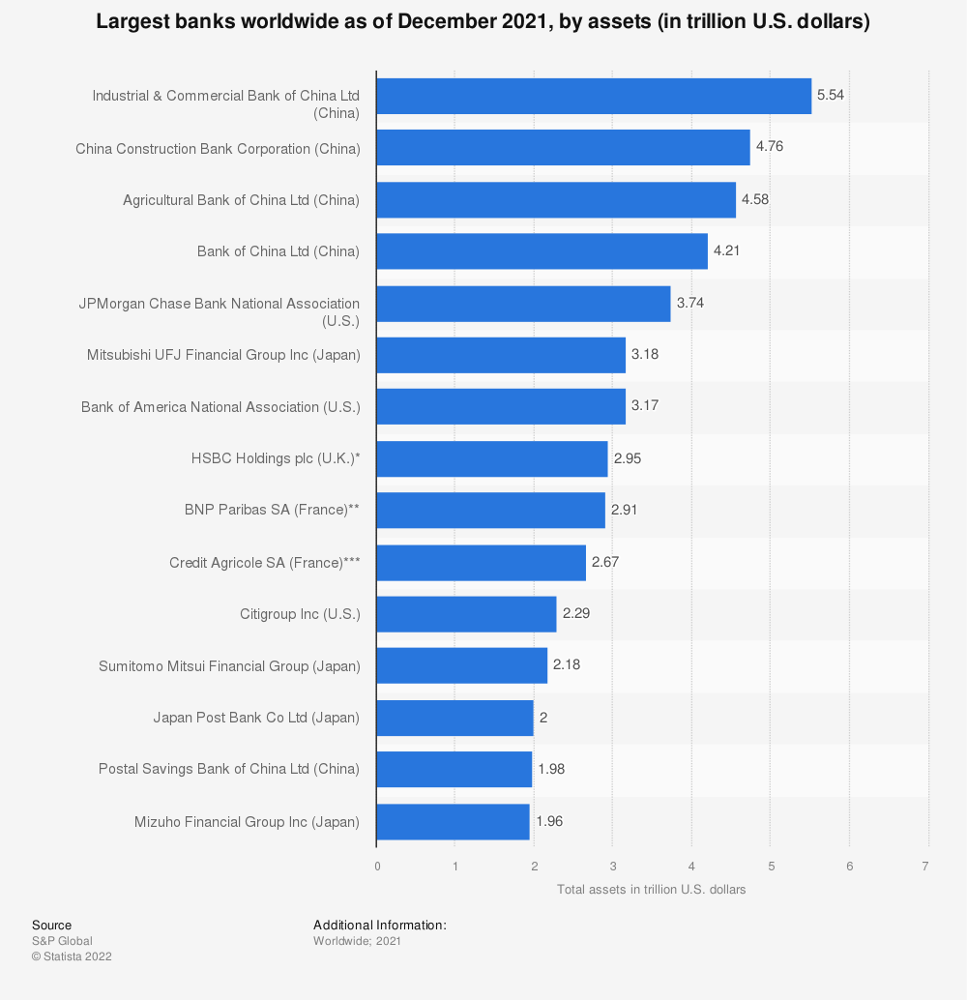 Largest banks worldwide as of December 2021, by assets (in trillion U.S. dollars)
Industrial & Commercial Bank of China Ltd
(China)
5.54
China Construction Bank Corporation (China)
4.76
Agricultural Bank of China Ltd (China)
4.58
Bank of China Ltd (China)
4.21
JPMorgan Chase Bank National Association
(U.S.)
3.74
Mitsubishi UFJ Financial Group Inc (Japan)
3.18
Bank of America National Association (U.S.)
3.17
HSBC Holdings plc (U.K.)*
2.95
BNP Paribas SA (France)**
2.91
Credit Agricole SA (France)***
2.67
Citigroup Inc (U.S.)
2.29
Sumitomo Mitsui Financial Group (Japan)
2.18
Japan Post Bank Co Ltd (Japan)
2
Postal Savings Bank of China Ltd (China)
1.98
Mizuho Financial Group Inc (Japan)
1.96
0 1 2 3 4 5 6 7
Total assets in trillion U.S. dollars
Source
S&P Global
© Statista 2022
Additional Information:
Worldwide; 2021